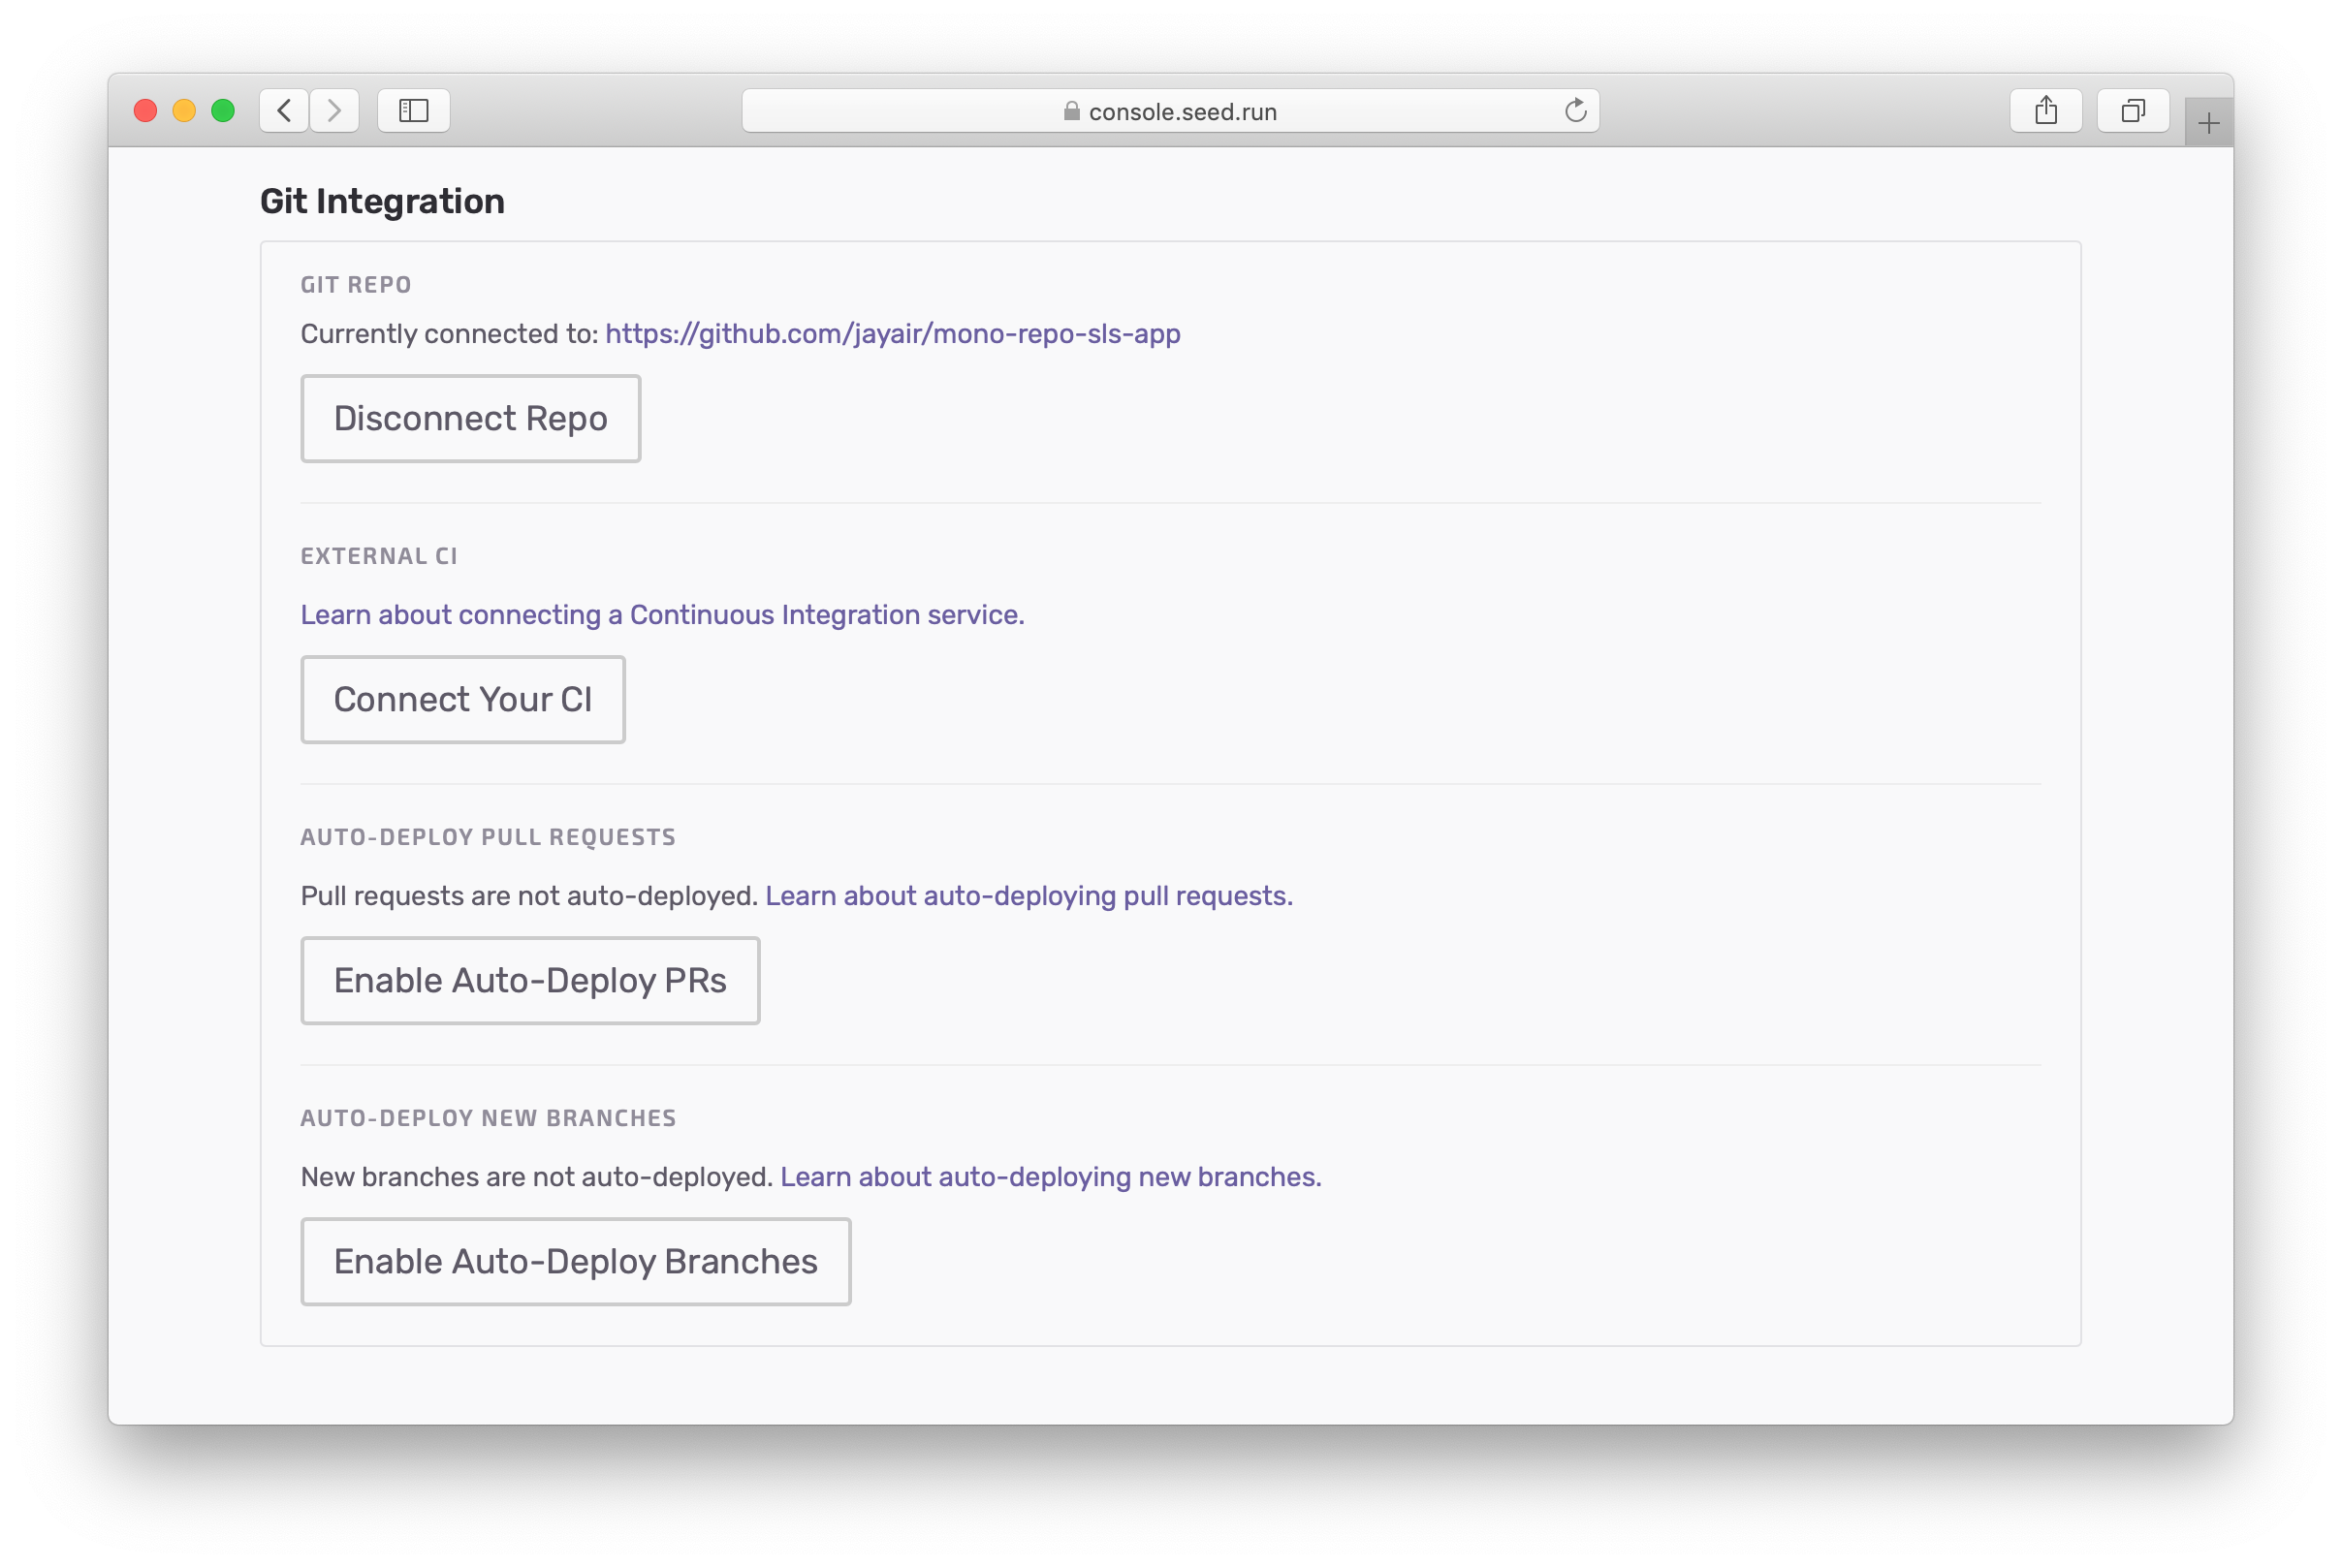 console.seed.run
Git Integration
GIT REPO
Currently connected to: https://github.com/jayair/mono-repo-sls-app
Disconnect Repo
EXTERNAL CI
Learn about connecting a Continuous Integration service.
Connect Your CI
AUTO-DEPLOY PULL REQUESTS
Pull requests are not auto-deployed. Learn about auto-deploying pull requests.
Enable Auto-Deploy PRs
AUTO-DEPLOY NEW BRANCHES
New branches are not auto-deployed. Learn about auto-deploying new branches.
Enable Auto-Deploy Branches